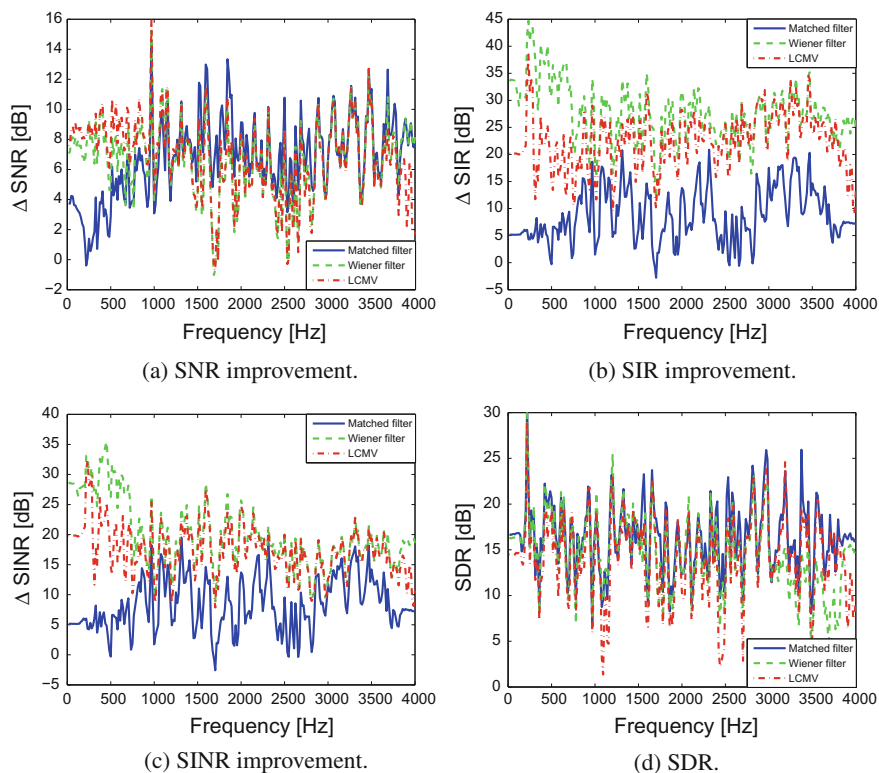 16
14
12
10
8
6
4
2
0
−2
0 500 1000 1500 2000 2500 3000 3500 4000
Δ SNR [dB]
Frequency [Hz]
Matched filter
Wiener filter
LCMV
(a) SNR improvement.
45
40
35
30
25
20
15
10
5
0
−5
0 500 1000 1500 2000 2500 3000 3500 4000
Δ SIR [dB]
Frequency [Hz]
Matched filter
Wiener filter
LCMV
(b) SIR improvement.
40
35
30
25
20
15
10
5
0
−5
0 500 1000 1500 2000 2500 3000 3500 4000
Δ SINR [dB]
Frequency [Hz]
Matched filter
Wiener filter
LCMV
(c) SINR improvement.
30
25
20
15
10
5
0
0 500 1000 1500 2000 2500 3000 3500 4000
SDR [dB]
Frequency [Hz]
Matched filter
Wiener filter
LCMV
(d) SDR.